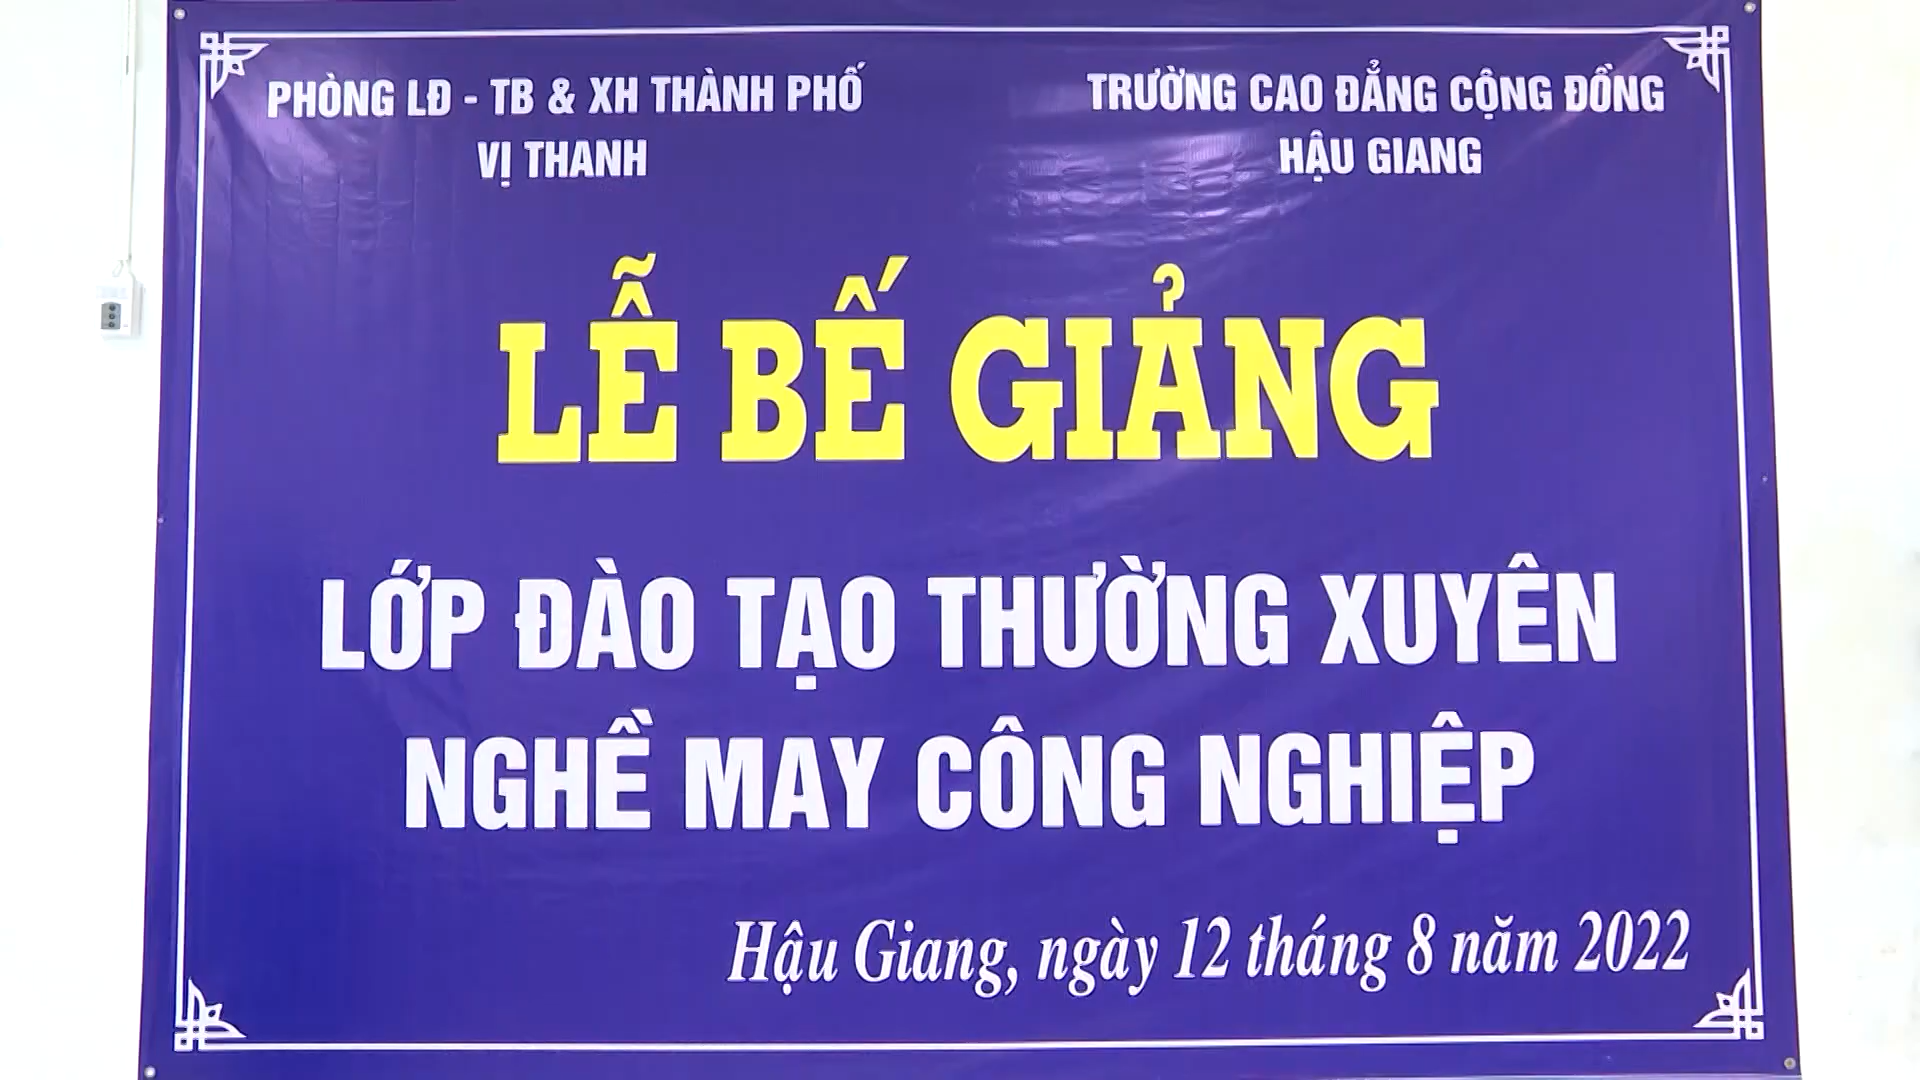 PHÒNG LĐ - TB & XH THÀNH PHỐ
VỊ THANH
TRƯỜNG CAO ĐẲNG CỘNG ĐỒNG
HẬU GIANG
LỄ BẾ GIẢNG
LỚP ĐÀO TẠO THƯỜNG XUYÊN
NGHỀ MAY CÔNG NGHIỆP
Hậu Giang, ngày 12 tháng 8 năm 2022